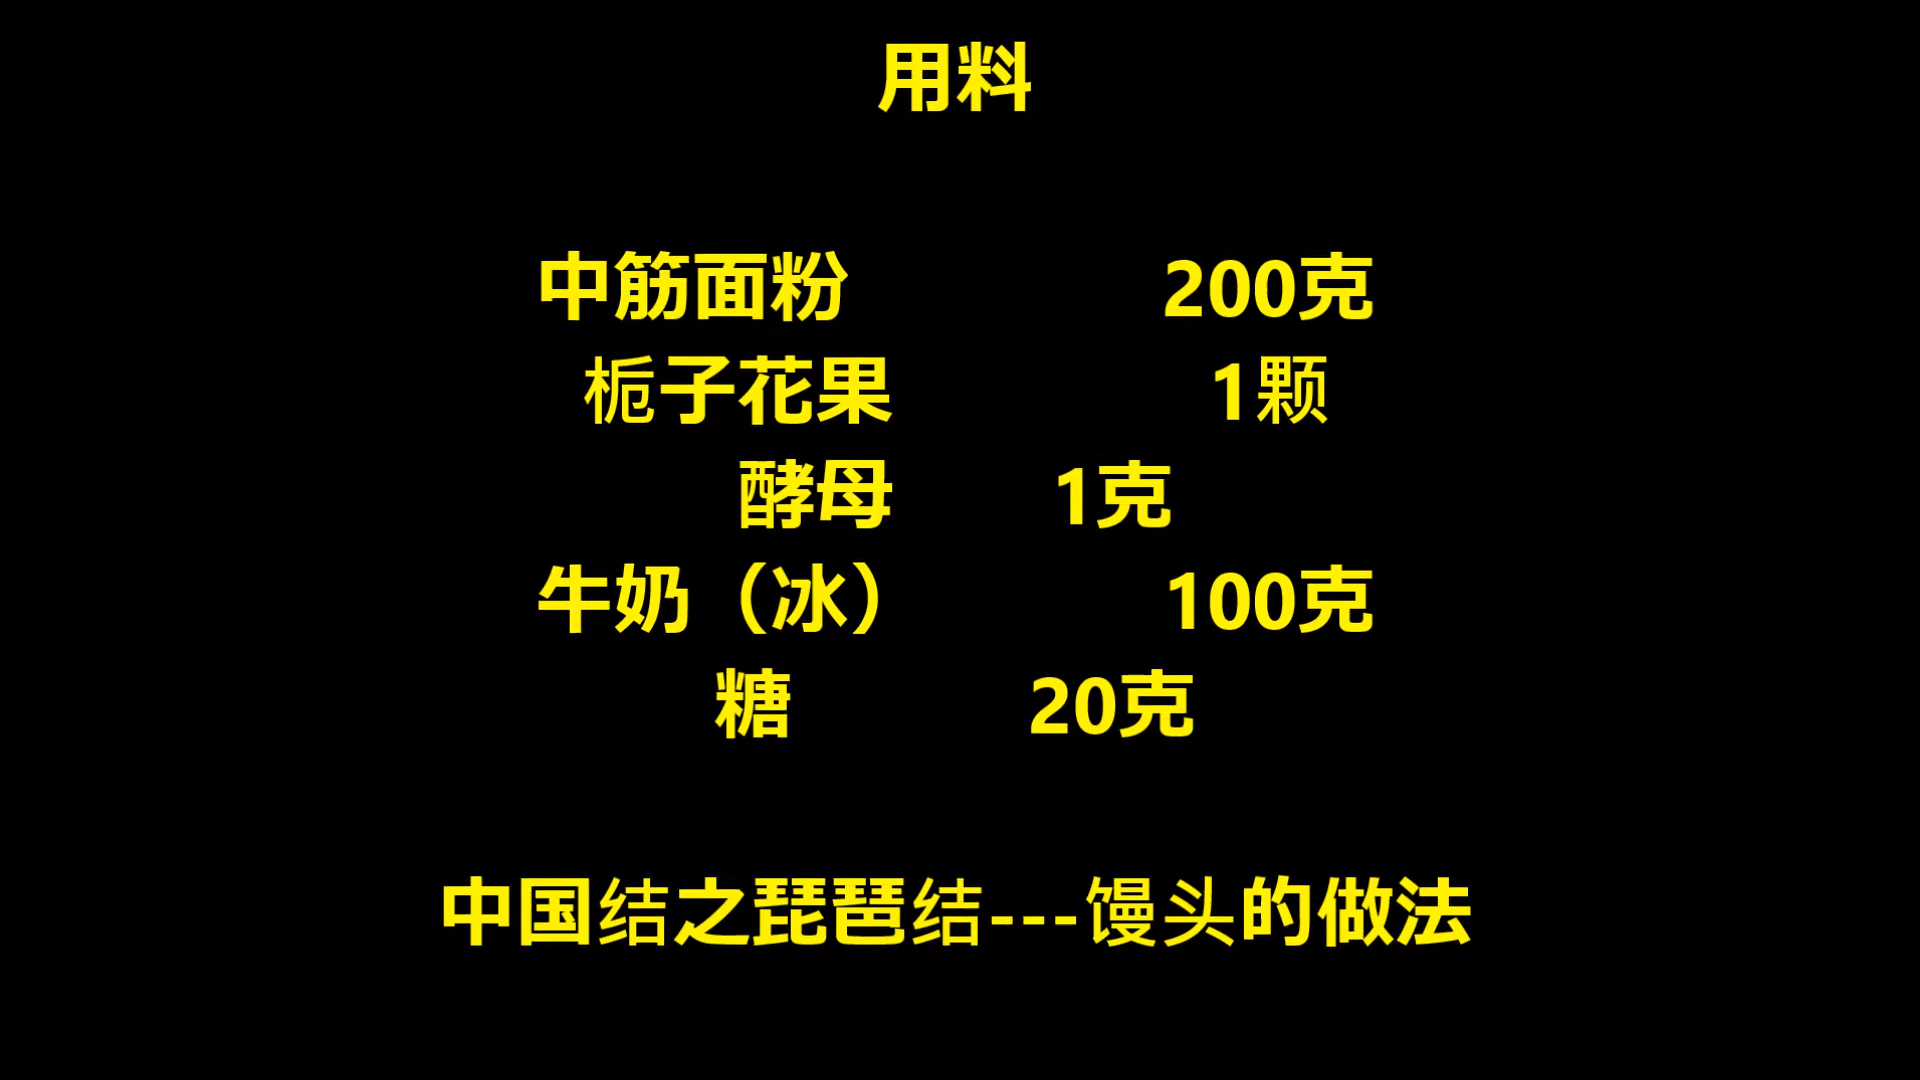 用料
中筋面粉 200克
栀子花果 1颗
酵母 1克
牛奶（冰） 100克
糖 20克
中国结之琵琶结---馒头的做法